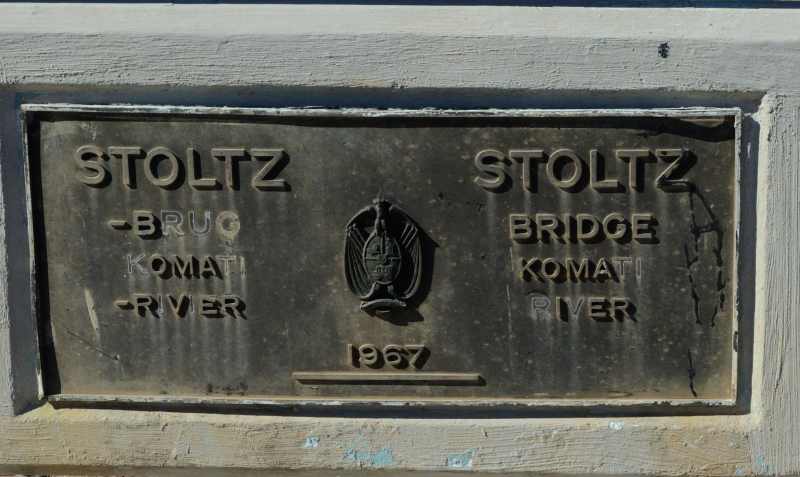 STOLTZ
-BRUG
KOMATI
-RIVIER
STOLTZ
BRIDGE
KOMATI
RIVER
1967